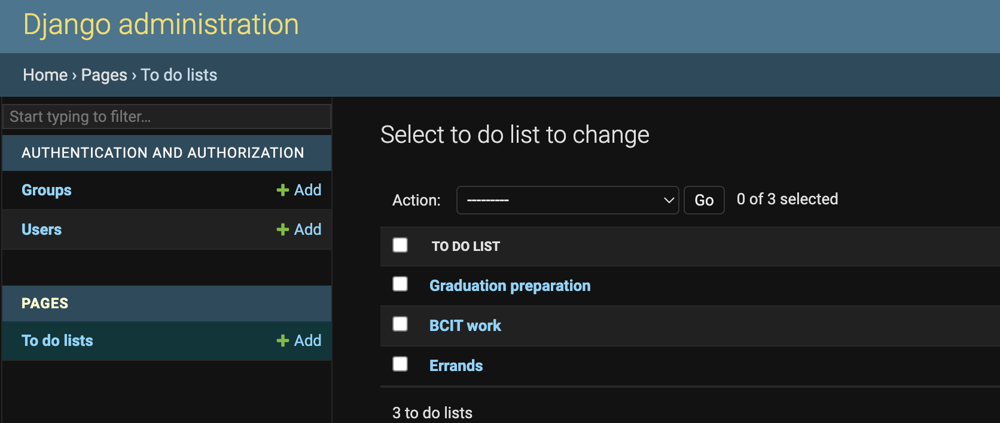 Django administration
Home › Pages › To do lists
Start typing to filter...
AUTHENTICATION AND AUTHORIZATION
Groups + Add
Users + Add
PAGES
To do lists + Add
Select to do list to change
Action: --------- Go 0 of 3 selected
TO DO LIST
Graduation preparation
BCIT work
Errands
3 to do lists